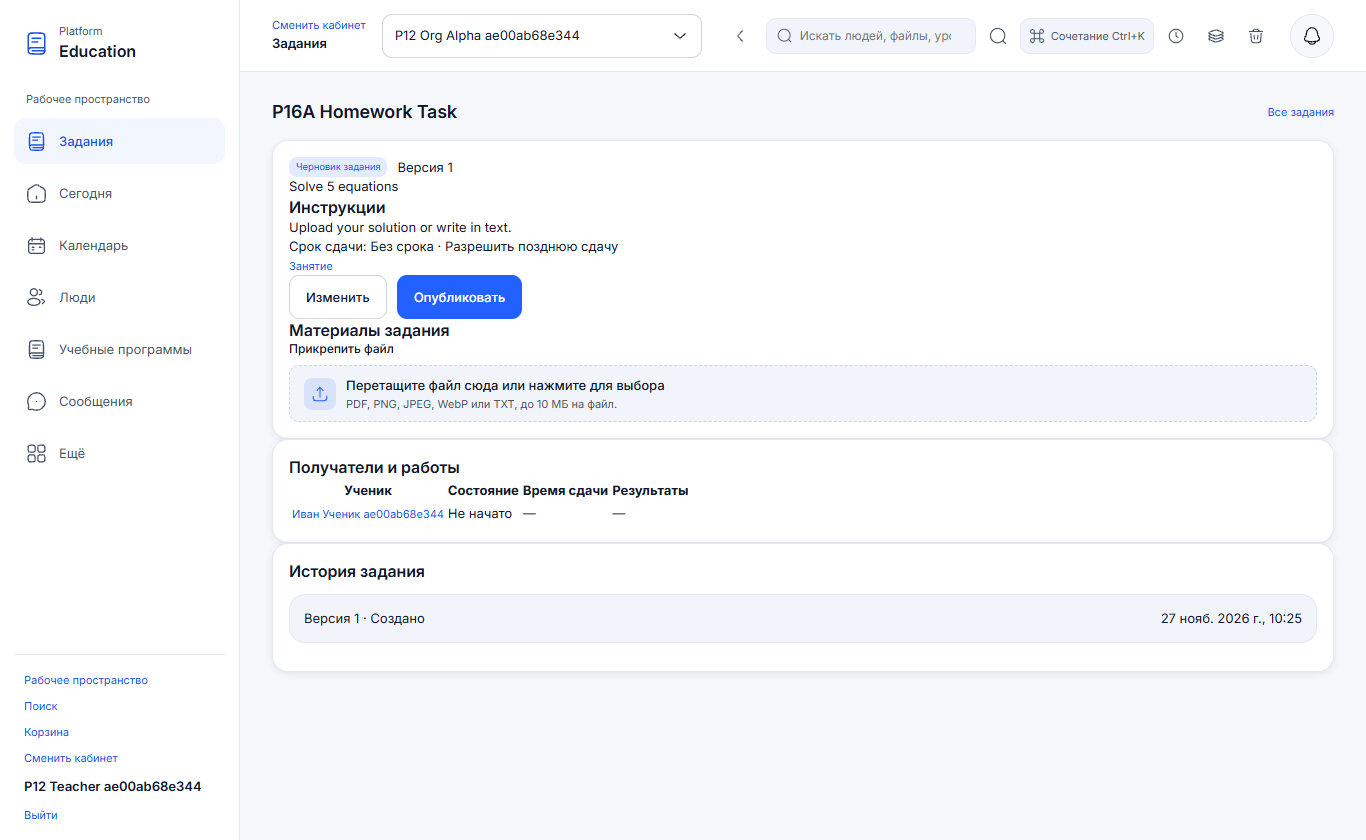 Platform
Education
Рабочее пространство
Задания
Сегодня
Календарь
Люди
Учебные программы
Сообщения
Ещё
Рабочее пространство
Поиск
Корзина
Сменить кабинет
P12 Teacher ae00ab68e344
Выйти
Сменить кабинет
Задания
P12 Org Alpha ae00ab68e344
Искать людей, файлы, уро
Сочетание Ctrl+K
P16A Homework Task
Все задания
Черновик задания Версия 1
Solve 5 equations
Инструкции
Upload your solution or write in text.
Срок сдачи: Без срока · Разрешить позднюю сдачу
Занятие
Изменить Опубликовать
Материалы задания
Прикрепить файл
Перетащите файл сюда или нажмите для выбора
PDF, PNG, JPEG, WebP или TXT, до 10 МБ на файл.
Получатели и работы
Ученик Состояние Время сдачи Результаты
Иван Ученик ae00ab68e344 Не начато — —
История задания
Версия 1 · Создано 27 нояб. 2026 г., 10:25